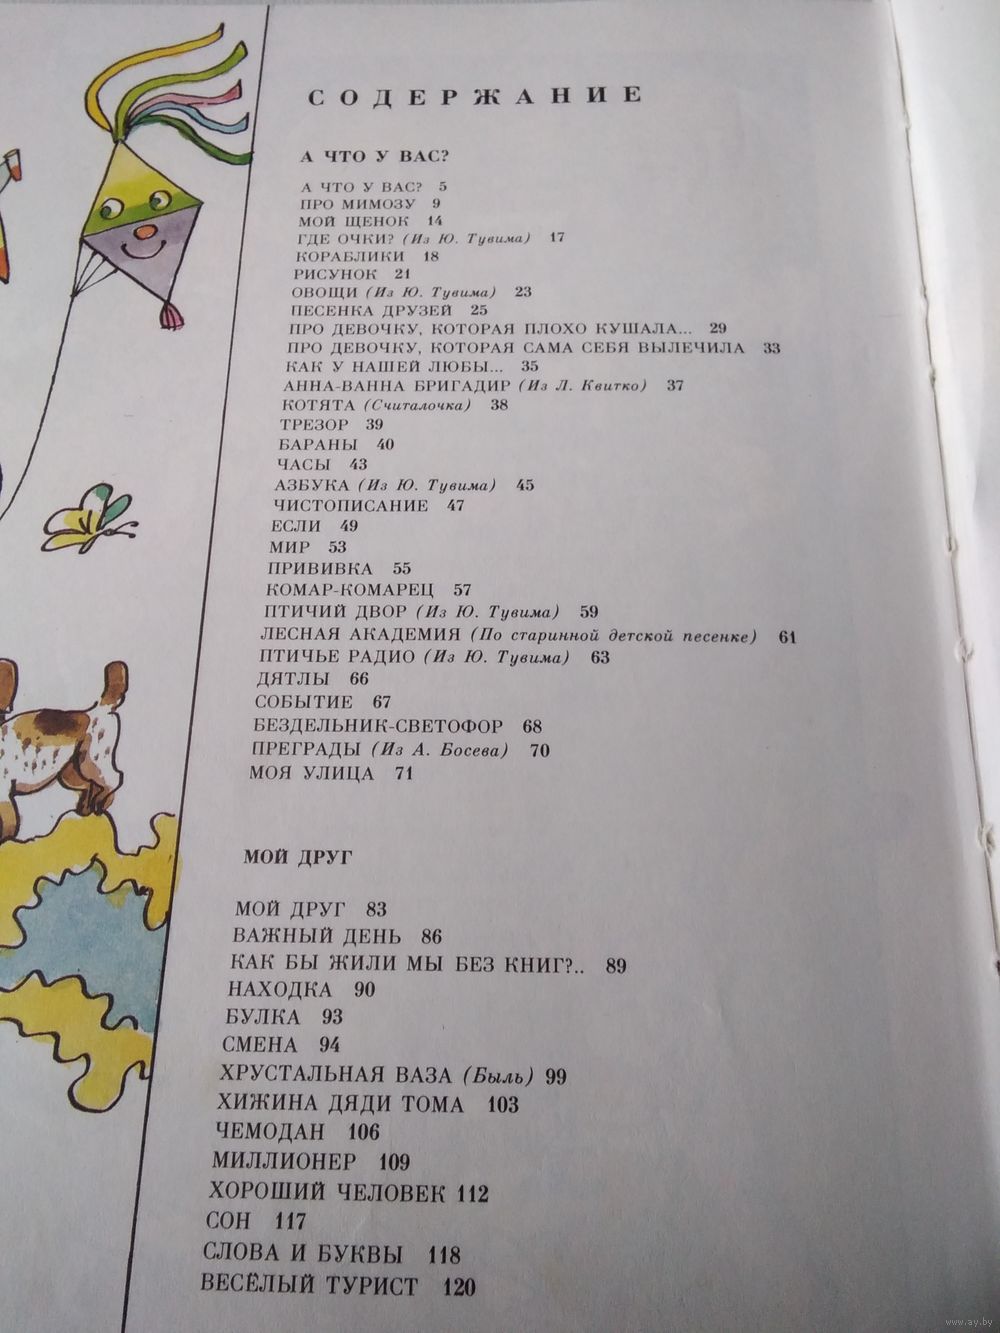 СОДЕРЖАНИЕ
А ЧТО У ВАС?
А ЧТО У ВАС? 5
ПРО МИМОЗУ 9
МОЙ ЩЕНОК 14
ГДЕ ОЧКИ? (Из Ю. Тувима) 17
КОРАБЛИКИ 18
РИСУНОК 21
ОВОЩИ (Из Ю. Тувима) 23
ПЕСЕНКА ДРУЗЕЙ 25
ПРО ДЕВОЧКУ, КОТОРАЯ ПЛОХО КУШАЛА... 29
ПРО ДЕВОЧКУ, КОТОРАЯ САМА СЕБЯ ВЫЛЕЧИЛА 33
КАК У НАШЕЙ ЛЮБЫ... 35
АННА-ВАННА БРИГАДИР (Из Л. Квитко) 37
КОТЯТА (Считалочка) 38
ТРЕЗОР 39
БАРАНЫ 40
ЧАСЫ 43
АЗБУКА (Из Ю. Тувима) 45
ЧИСТОПИСАНИЕ 47
ЕСЛИ 49
МИР 53
ПРИВИВКА 55
КОМАР-КОМАРЕЦ 57
ПТИЧИЙ ДВОР (Из Ю. Тувима) 59
ЛЕСНАЯ АКАДЕМИЯ (По старинной детской песенке) 61
ПТИЧЬЕ РАДИО (Из Ю. Тувима) 63
ДЯТЛЫ 66
СОБЫТИЕ 67
БЕЗДЕЛЬНИК-СВЕТОФОР 68
ПРЕГРАДЫ (Из А. Босева) 70
МОЯ УЛИЦА 71
МОЙ ДРУГ
МОЙ ДРУГ 83
ВАЖНЫЙ ДЕНЬ 86
КАК БЫ ЖИЛИ МЫ БЕЗ КНИГ?.. 89
НАХОДКА 90
БУЛКА 93
СМЕНА 94
ХРУСТАЛЬНАЯ ВАЗА (Быль) 99
ХИЖИНА ДЯДИ ТОМА 103
ЧЕМОДАН 106
МИЛЛИОНЕР 109
ХОРОШИЙ ЧЕЛОВЕК 112
СОН 117
СЛОВА И БУКВЫ 118
ВЕСЁЛЫЙ ТУРИСТ 120
www.ay.by